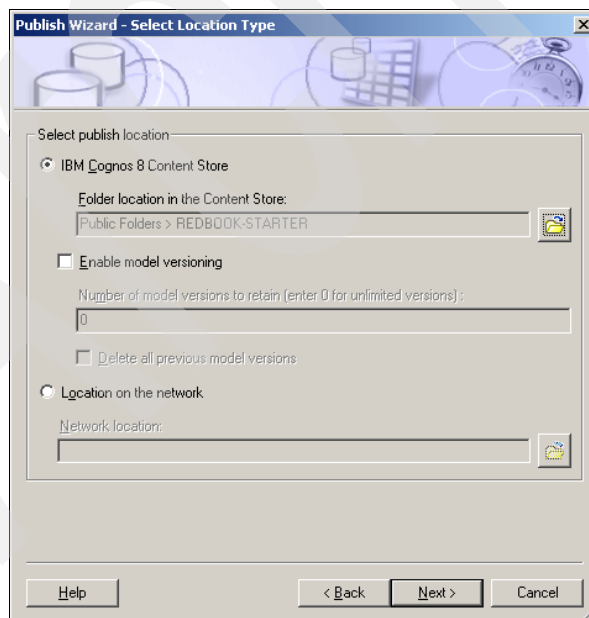 Publish Wizard - Select Location Type
Select publish location
IBM Cognos 8 Content Store
Folder location in the Content Store:
Public Folders > REDBOOK-STARTER
Enable model versioning
Number of model versions to retain (enter 0 for unlimited versions) :
0
Delete all previous model versions
Location on the network
Network location:
Help < Back Next > Cancel